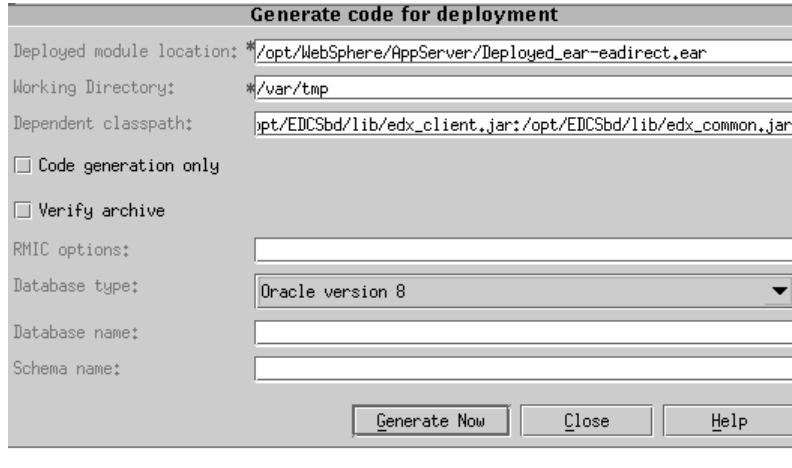 Generate code for deployment
Deployed module location: */opt/WebSphere/AppServer/Deployed_ear-eadirect.ear
Working Directory: */var/tmp
Dependent classpath: opt/EDCSbd/lib/edx_client.jar:/opt/EDCSbd/lib/edx_common.jar
Code generation only
Verify archive
RMIC options:
Database type: Oracle version 8
Database name:
Schema name:
Generate Now Close Help